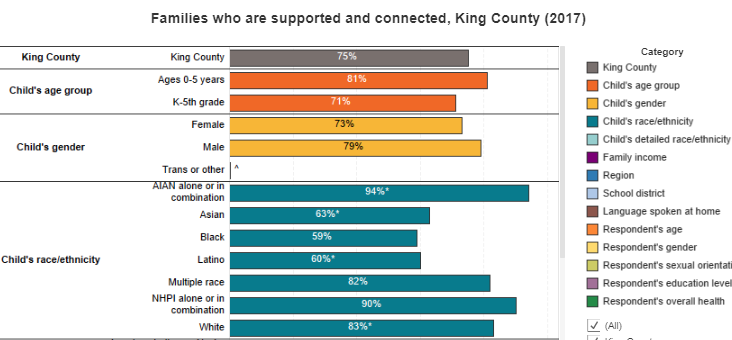 Families who are supported and connected, King County (2017)
King County
King County
75%
Child's age group
Ages 0-5 years
81%
K-5th grade
71%
Child's gender
Female
73%
Male
79%
Trans or other
^
Child's race/ethnicity
AIAN alone or in
combination
94%*
Asian
63%*
Black
59%
Latino
60%*
Multiple race
82%
NHPI alone or in
combination
90%
White
83%*
Category
King County
Child's age group
Child's gender
Child's race/ethnicity
Child's detailed race/ethnicity
Family income
Region
School district
Language spoken at home
Respondent's age
Respondent's gender
Respondent's sexual orientati
Respondent's education level
Respondent's overall health
(All)